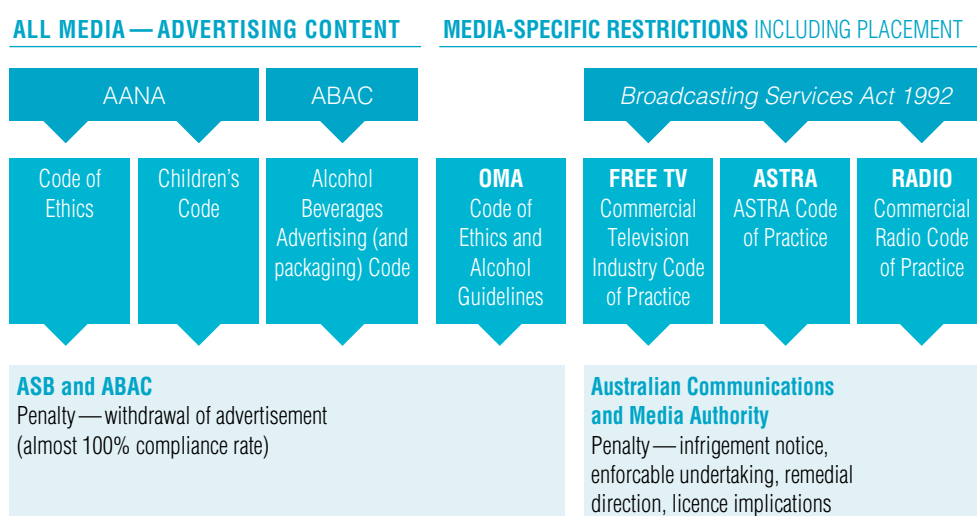 ALL MEDIA — ADVERTISING CONTENT
MEDIA-SPECIFIC RESTRICTIONS INCLUDING PLACEMENT
AANA
ABAC
Broadcasting Services Act 1992
Code of
Ethics
Children's
Code
Alcohol
Beverages
Advertising (and
packaging) Code
OMA
Code of
Ethics and
Alcohol
Guidelines
FREE TV
Commercial
Television
Industry Code
of Practice
ASTRA
ASTRA Code
of Practice
RADIO
Commercial
Radio Code
of Practice
ASB and ABAC
Penalty — withdrawal of advertisement
(almost 100% compliance rate)
Australian Communications
and Media Authority
Penalty — infrigement notice,
enforcable undertaking, remedial
direction, licence implications